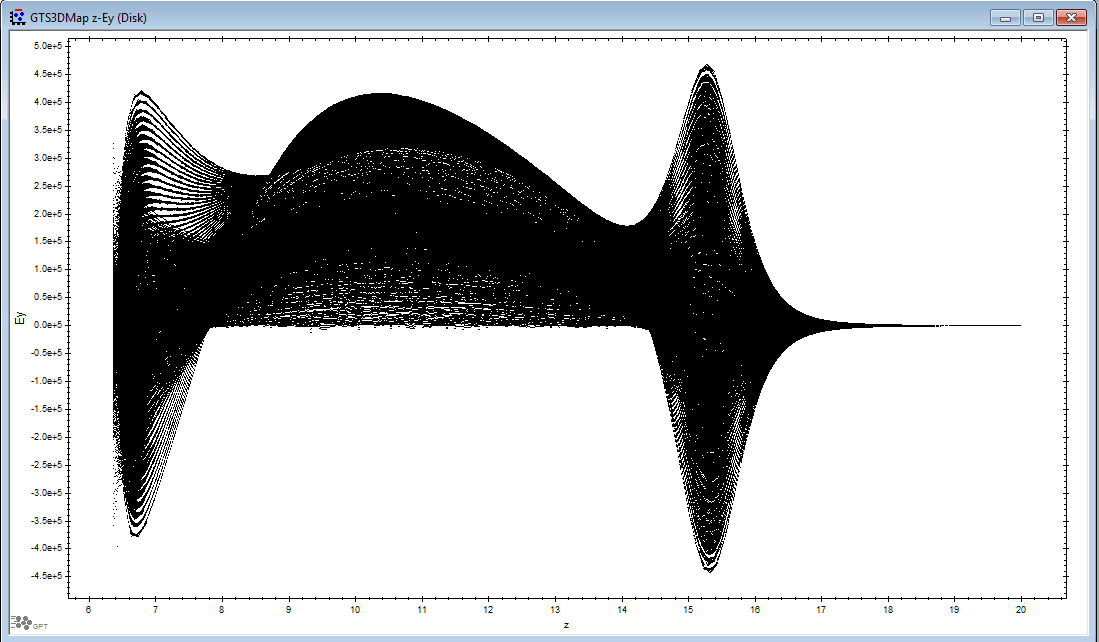 GTS3DMap z-Ey (Disk)
5.0e+5
4.5e+5
4.0e+5
3.5e+5
3.0e+5
2.5e+5
2.0e+5
1.5e+5
1.0e+5
0.5e+5
Ey
0.0e+5
-0.5e+5
-1.0e+5
-1.5e+5
-2.0e+5
-2.5e+5
-3.0e+5
-3.5e+5
-4.0e+5
-4.5e+5
6 7 8 9 10 11 12 13 14 15 16 17 18 19 20
z
GPT